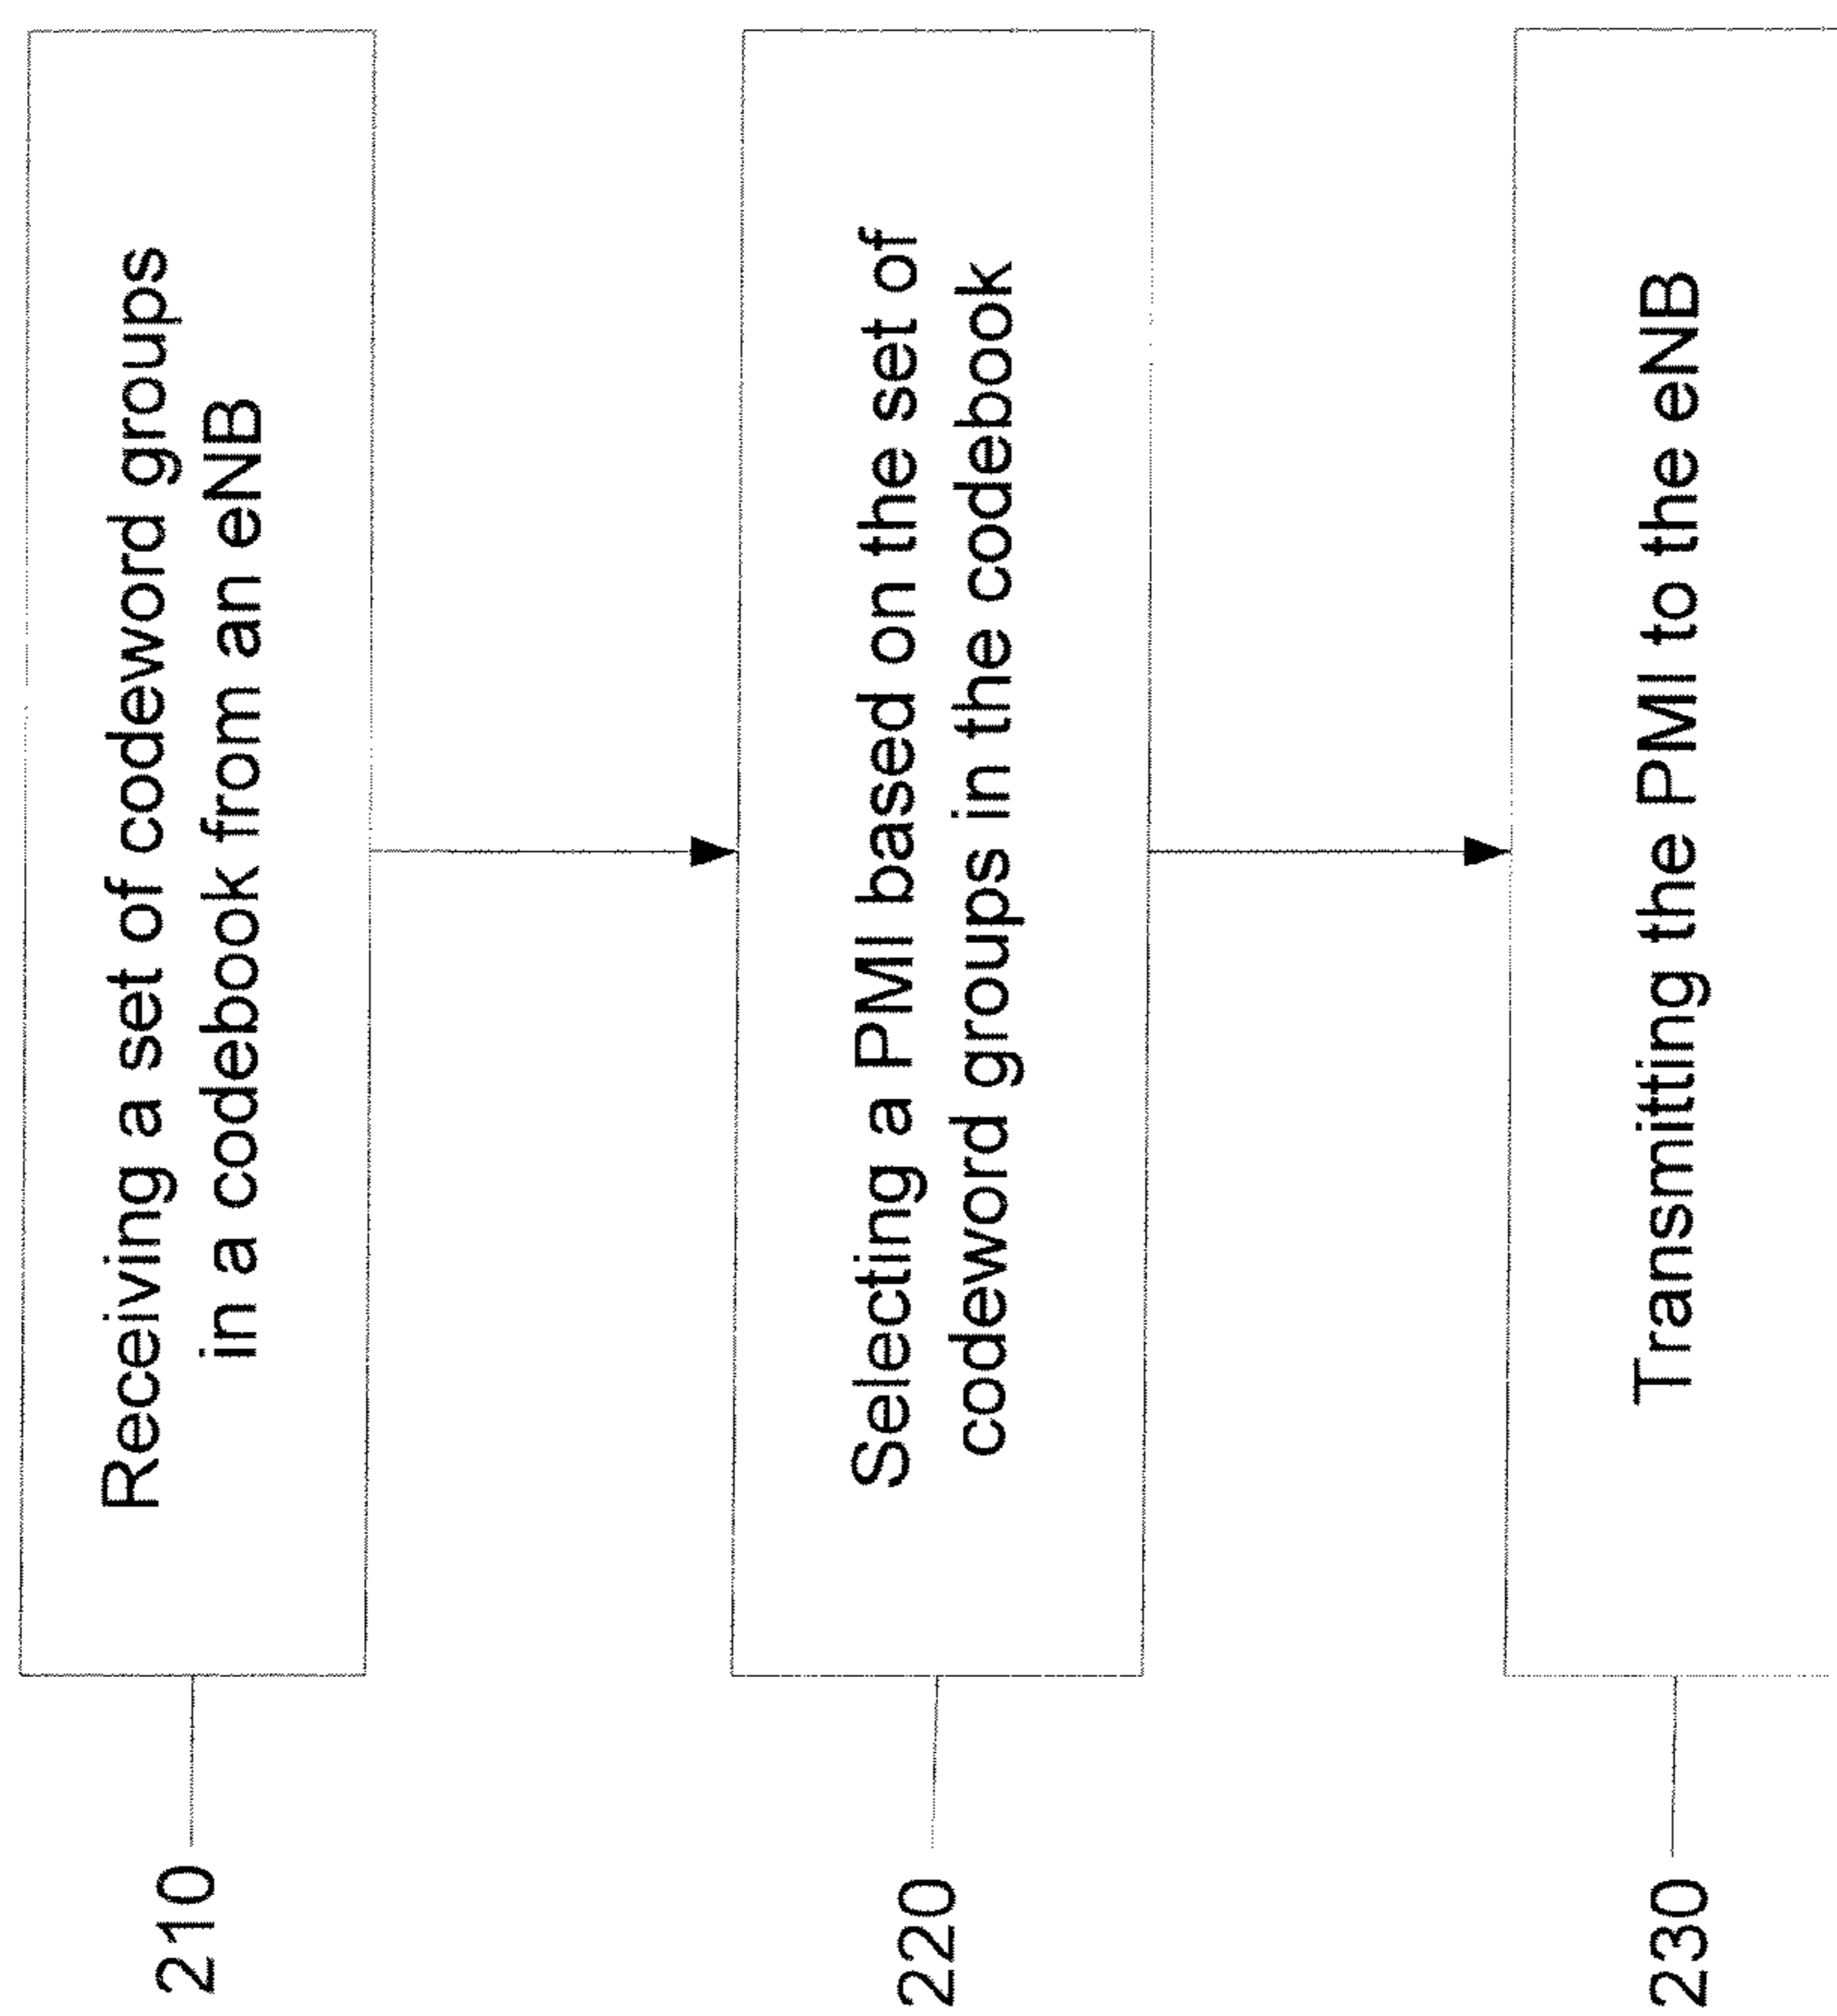 210
Receiving a set of codeword groups
in a codebook from an eNB
220
Selecting a PMI based on the set of
codeword groups in the codebook
230
Transmitting the PMI to the eNB